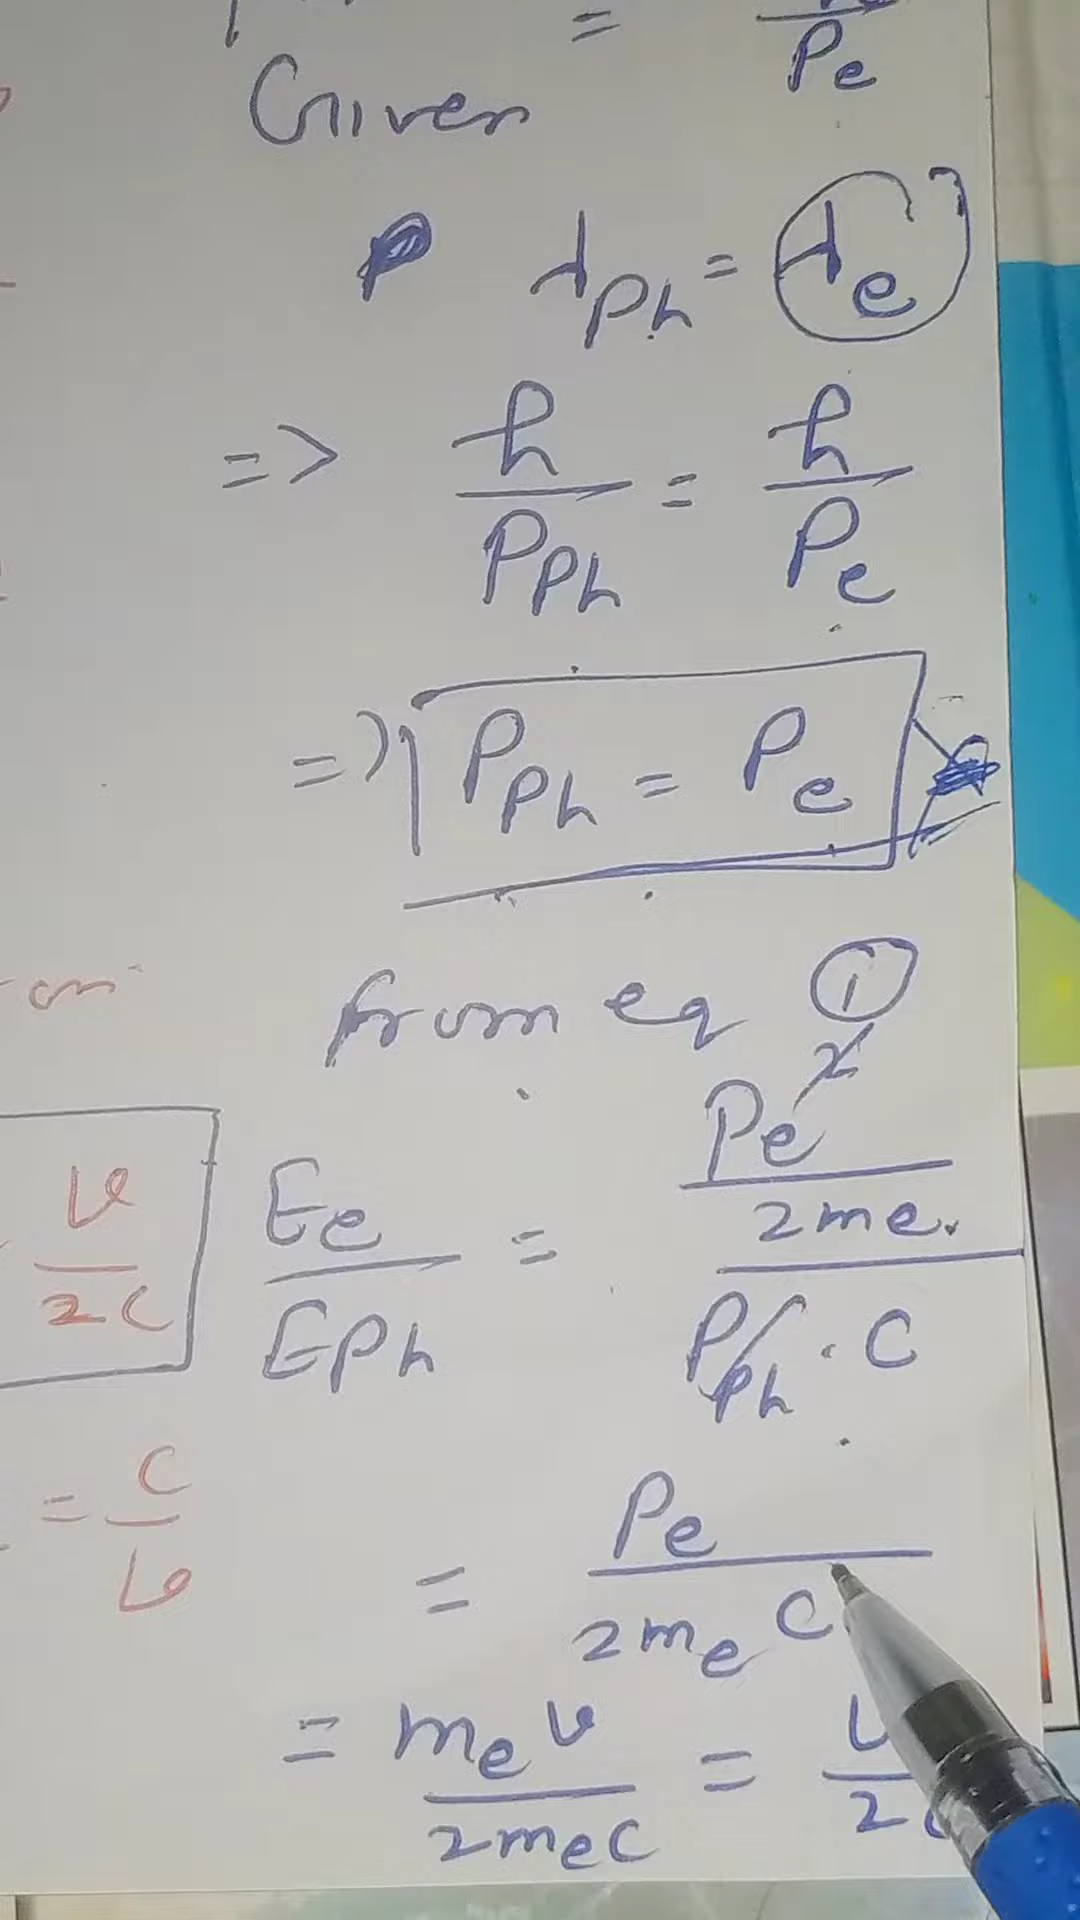 = / Pe
Given
λPh = λe
=> h/PPh = h/Pe
=> PPh = Pe
from eq ①
Ee/EPh = (Pe²/2me)/(PPh · C)
= Pe/2meC
= mev/2meC = v/2C
v/2C
= C/v